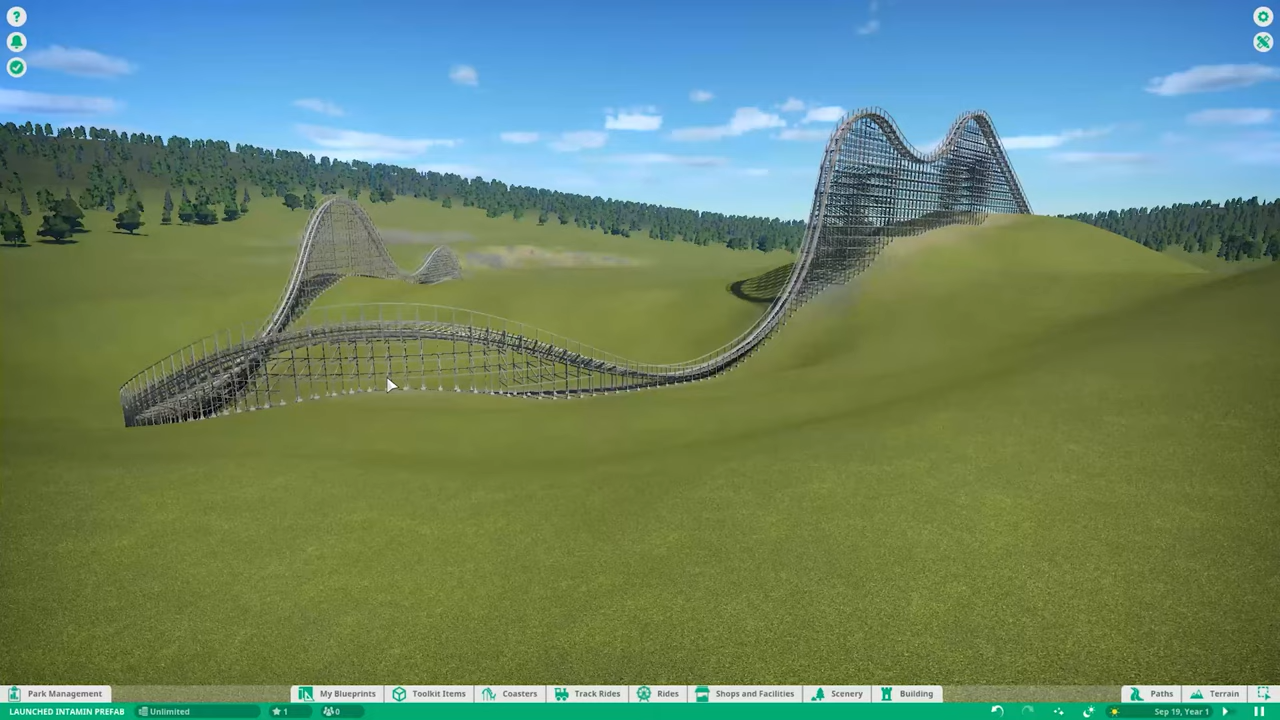 Park Management
My Blueprints
Toolkit Items
Coasters
Track Rides
Rides
Shops and Facilities
Scenery
Building
Paths
Terrain
LAUNCHED INTAMIN PREFAB
Unlimited
1
0
Sep 19, Year 1